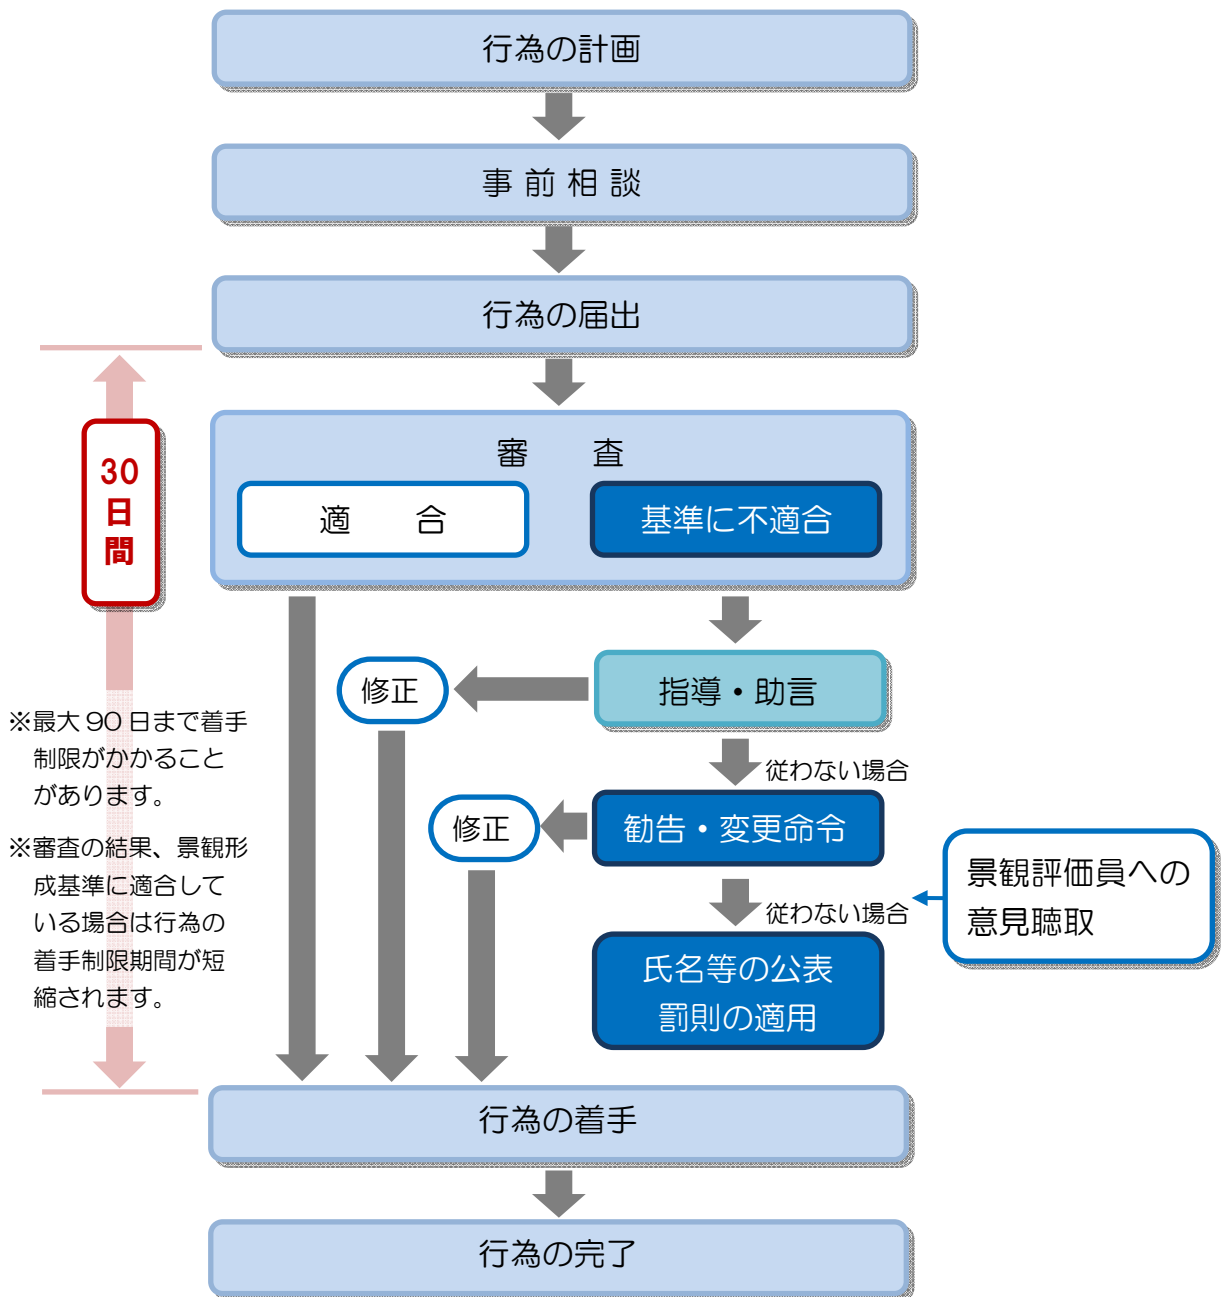 行為の計画
事前相談
行為の届出
30
日
間
審　査
適　合
基準に不適合
指導・助言
修正
従わない場合
※最大90日まで着手
制限がかかること
があります。
勧告・変更命令
修正
従わない場合
※審査の結果、景観形
成基準に適合して
いる場合は行為の
着手制限期間が短
縮されます。
景観評価員への
意見聴取
氏名等の公表
罰則の適用
行為の着手
行為の完了